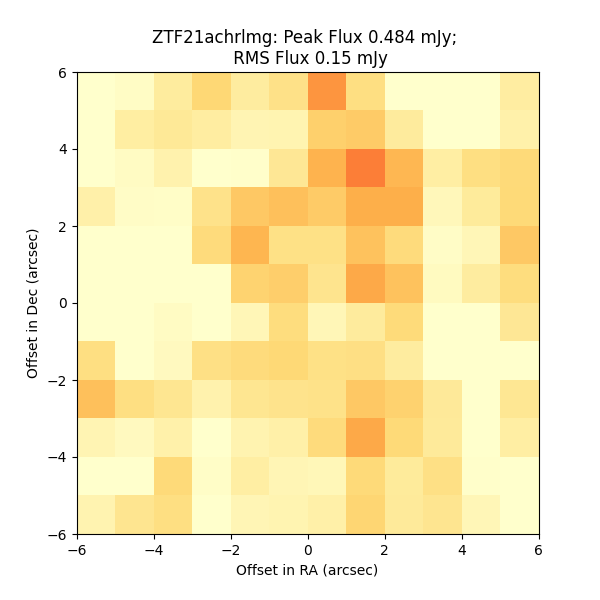 ZTF21achrlmg: Peak Flux 0.484 mJy;
RMS Flux 0.15 mJy
6
4
2
0
−2
−4
−6
Offset in Dec (arcsec)
−6 −4 −2 0 2 4 6
Offset in RA (arcsec)